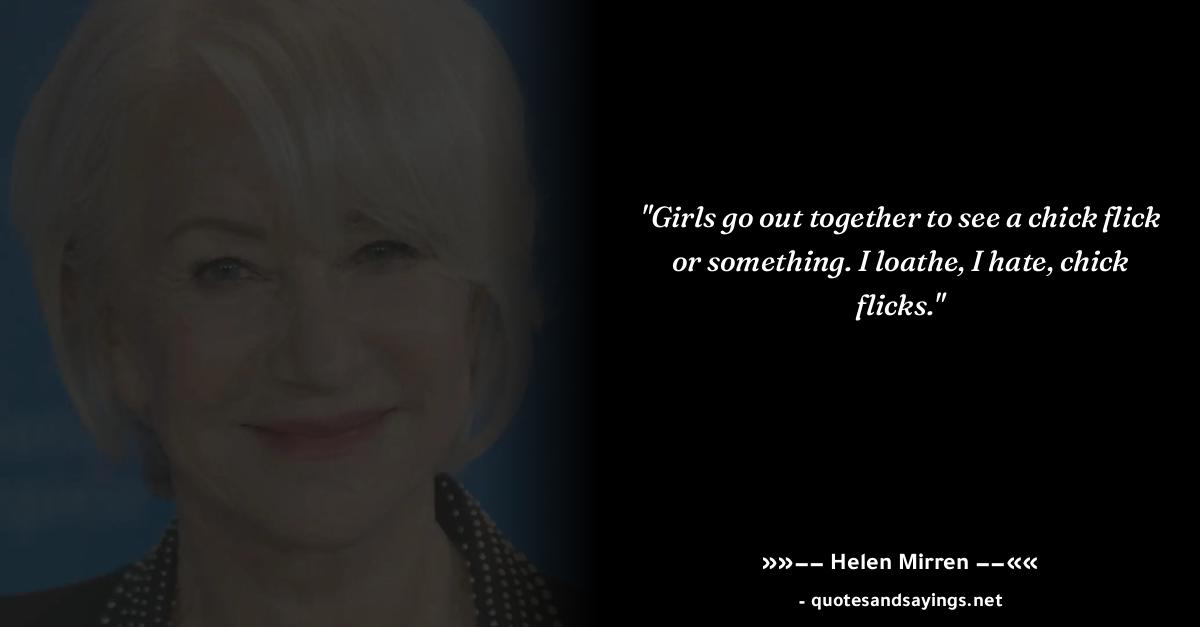 "Girls go out together to see a chick flick
or something. I loathe, I hate, chick
flicks."
»»−− Helen Mirren −−««
- quotesandsayings.net